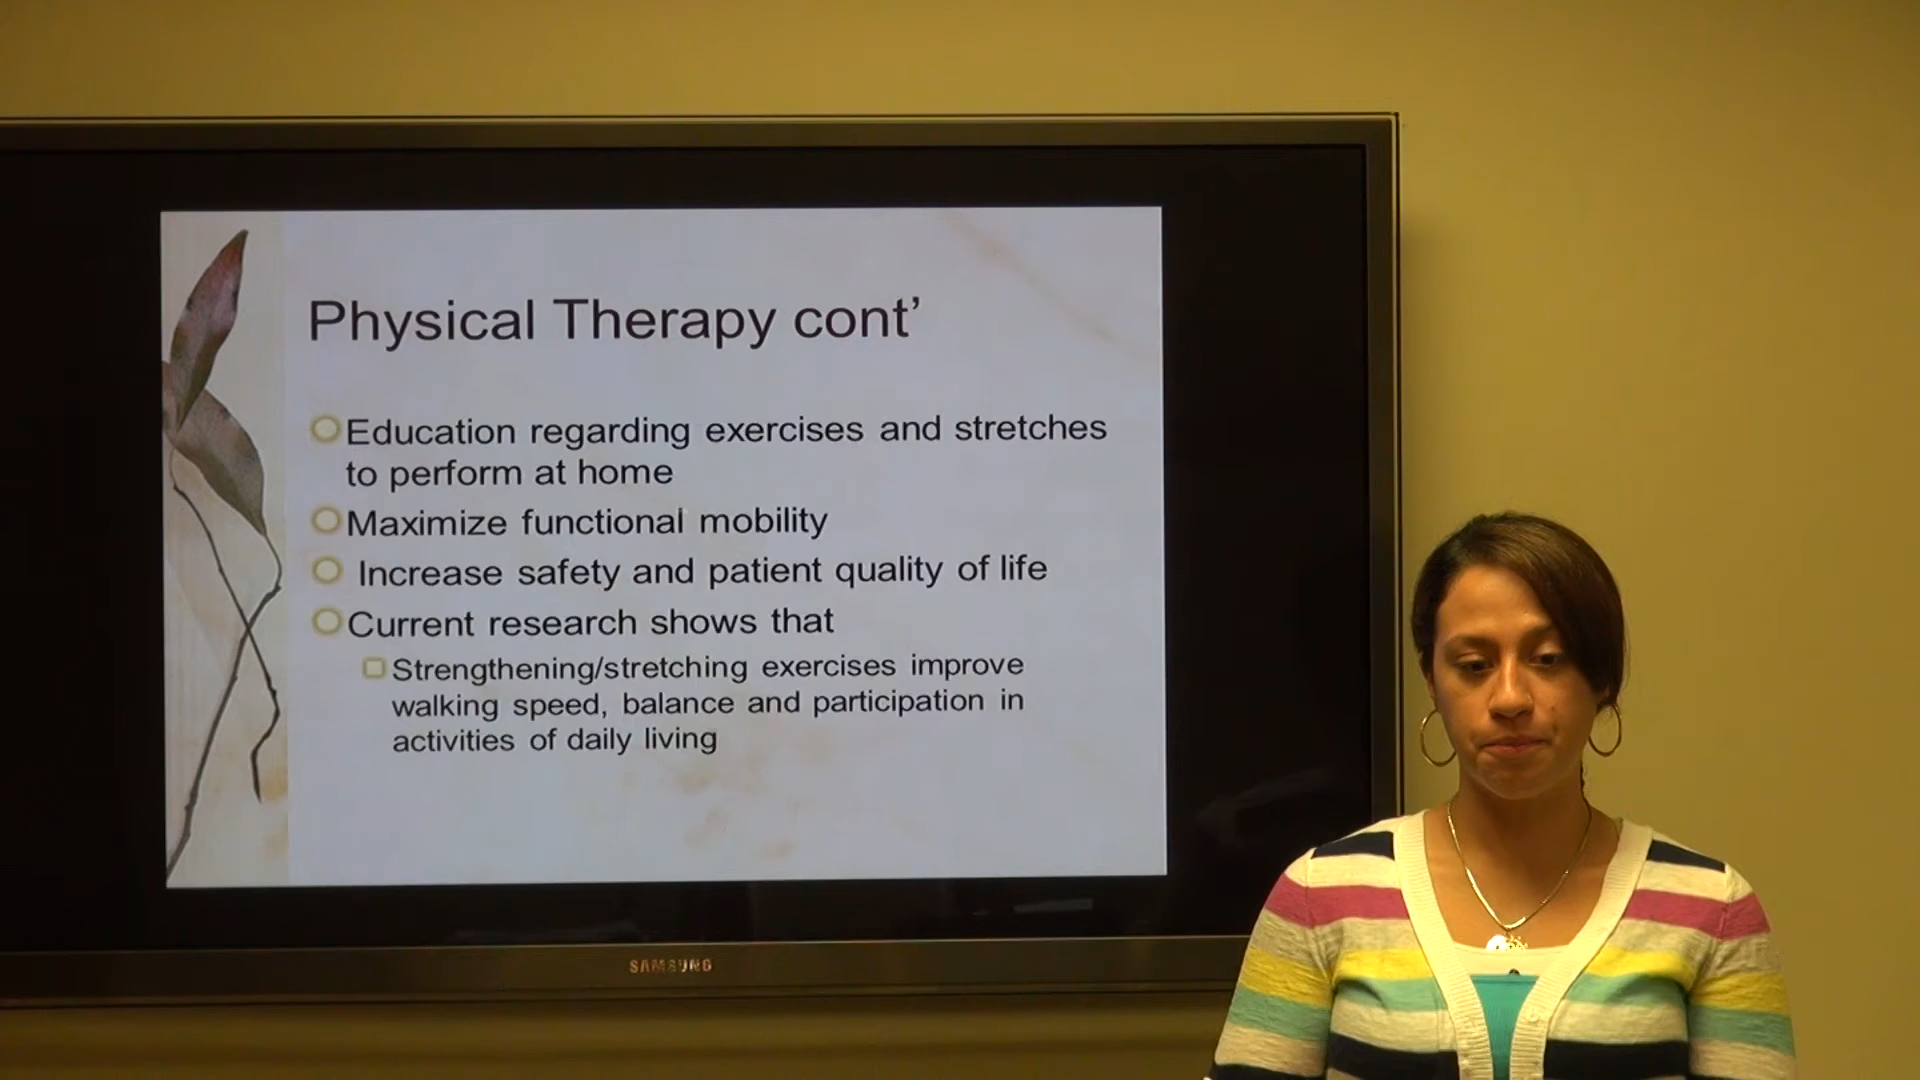 Physical Therapy cont’
Education regarding exercises and stretches
to perform at home
Maximize functional mobility
Increase safety and patient quality of life
Current research shows that
Strengthening/stretching exercises improve
walking speed, balance and participation in
activities of daily living
SAMSUNG